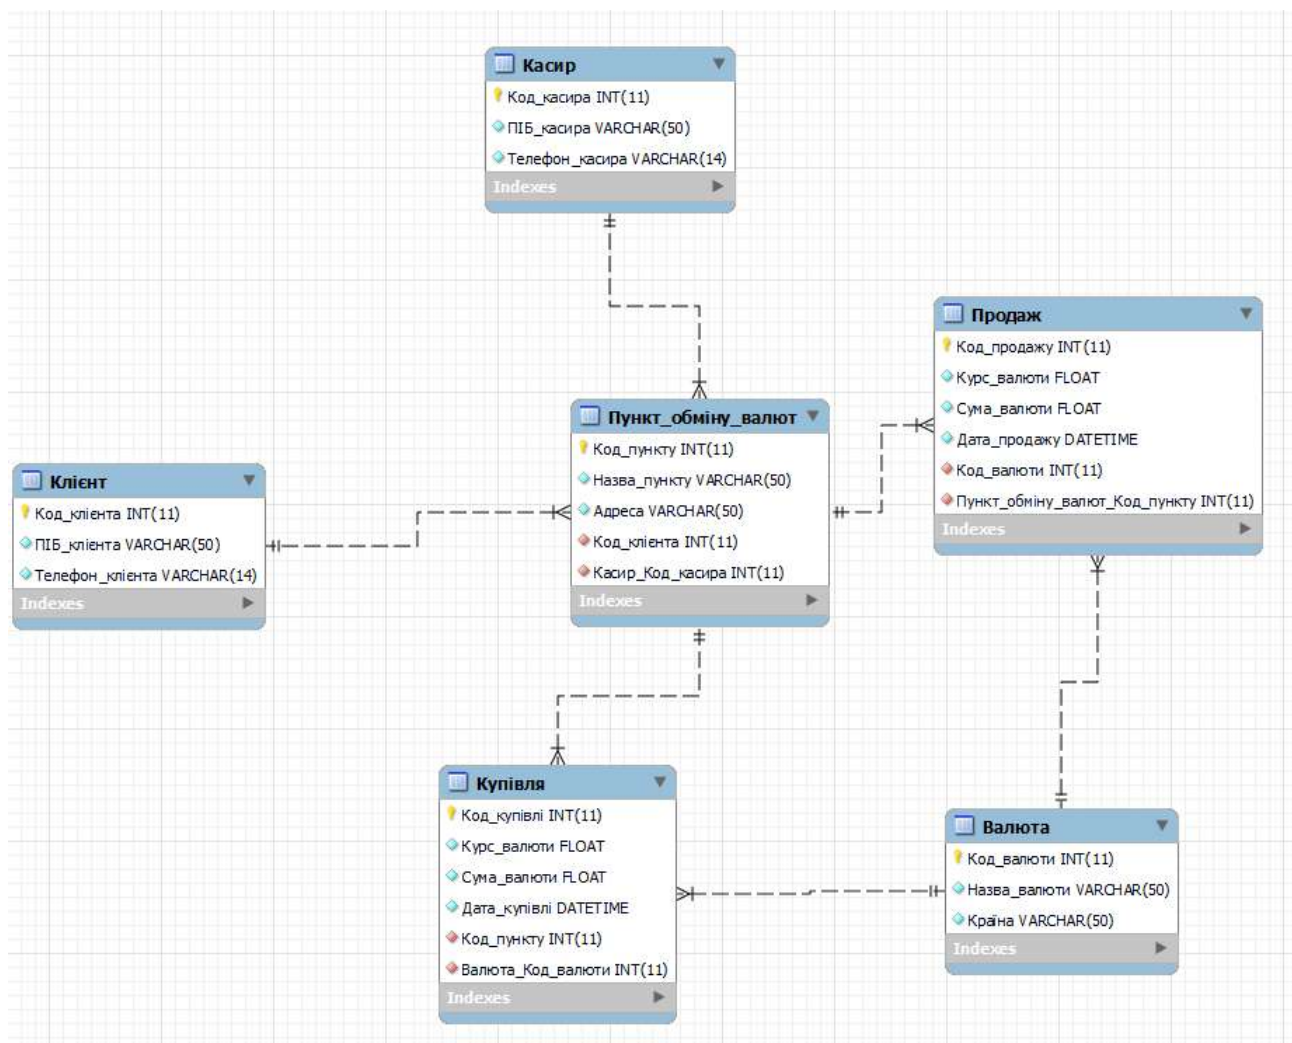 Касир
Код_касира INT(11)
ПІБ_касира VARCHAR(50)
Телефон_касира VARCHAR(14)
Indexes
Продаж
Код_продажу INT(11)
Курс_валюти FLOAT
Сума_валюти FLOAT
Дата_продажу DATETIME
Код_валюти INT(11)
Пункт_обміну_валют_Код_пункту INT(11)
Indexes
Пункт_обміну_валют
Код_пункту INT(11)
Назва_пункту VARCHAR(50)
Адреса VARCHAR(50)
Код_клієнта INT(11)
Касир_Код_касира INT(11)
Indexes
Клієнт
Код_клієнта INT(11)
ПІБ_клієнта VARCHAR(50)
Телефон_клієнта VARCHAR(14)
Indexes
Купівля
Код_купівлі INT(11)
Курс_валюти FLOAT
Сума_валюти FLOAT
Дата_купівлі DATETIME
Код_пункту INT(11)
Валюта_Код_валюти INT(11)
Indexes
Валюта
Код_валюти INT(11)
Назва_валюти VARCHAR(50)
Країна VARCHAR(50)
Indexes